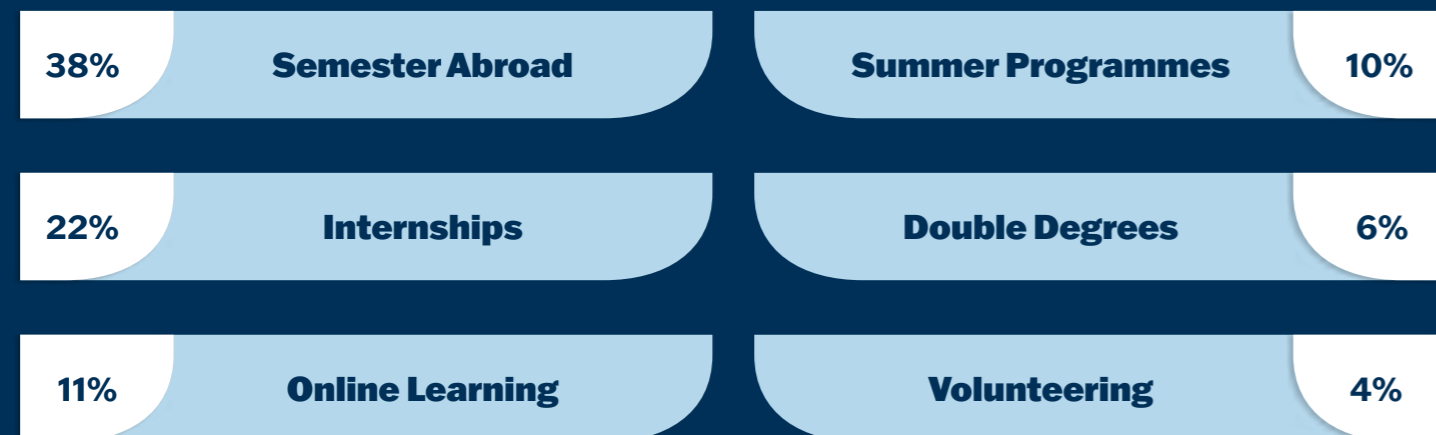 38% Semester Abroad
Summer Programmes 10%
22% Internships
Double Degrees 6%
11% Online Learning
Volunteering 4%